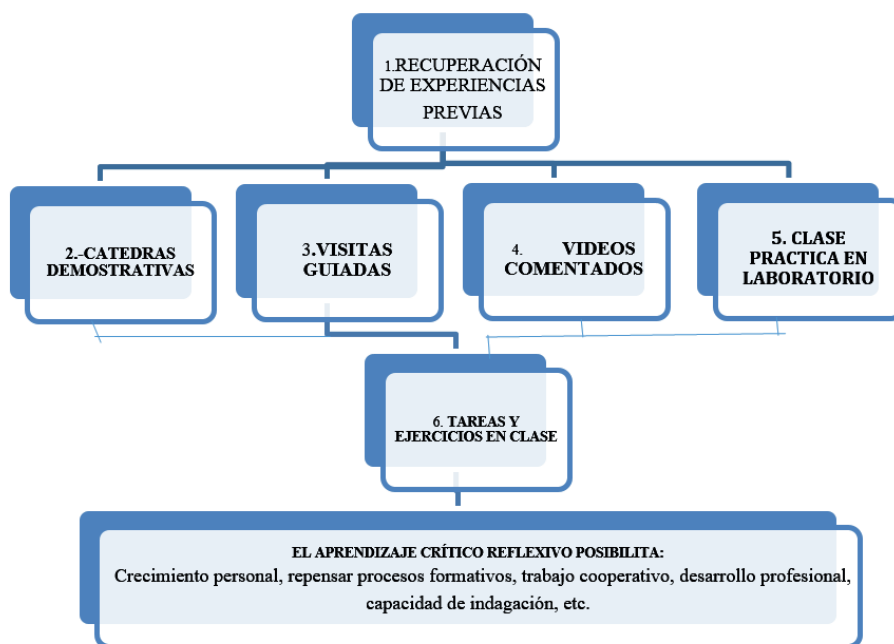 1.RECUPERACIÓN
DE EXPERIENCIAS
PREVIAS
2.-CATEDRAS
DEMOSTRATIVAS
3.VISITAS
GUIADAS
4. VIDEOS
COMENTADOS
5. CLASE
PRACTICA EN
LABORATORIO
6. TAREAS Y
EJERCICIOS EN CLASE
EL APRENDIZAJE CRÍTICO REFLEXIVO POSIBILITA:
Crecimiento personal, repensar procesos formativos, trabajo cooperativo, desarrollo profesional,
capacidad de indagación, etc.